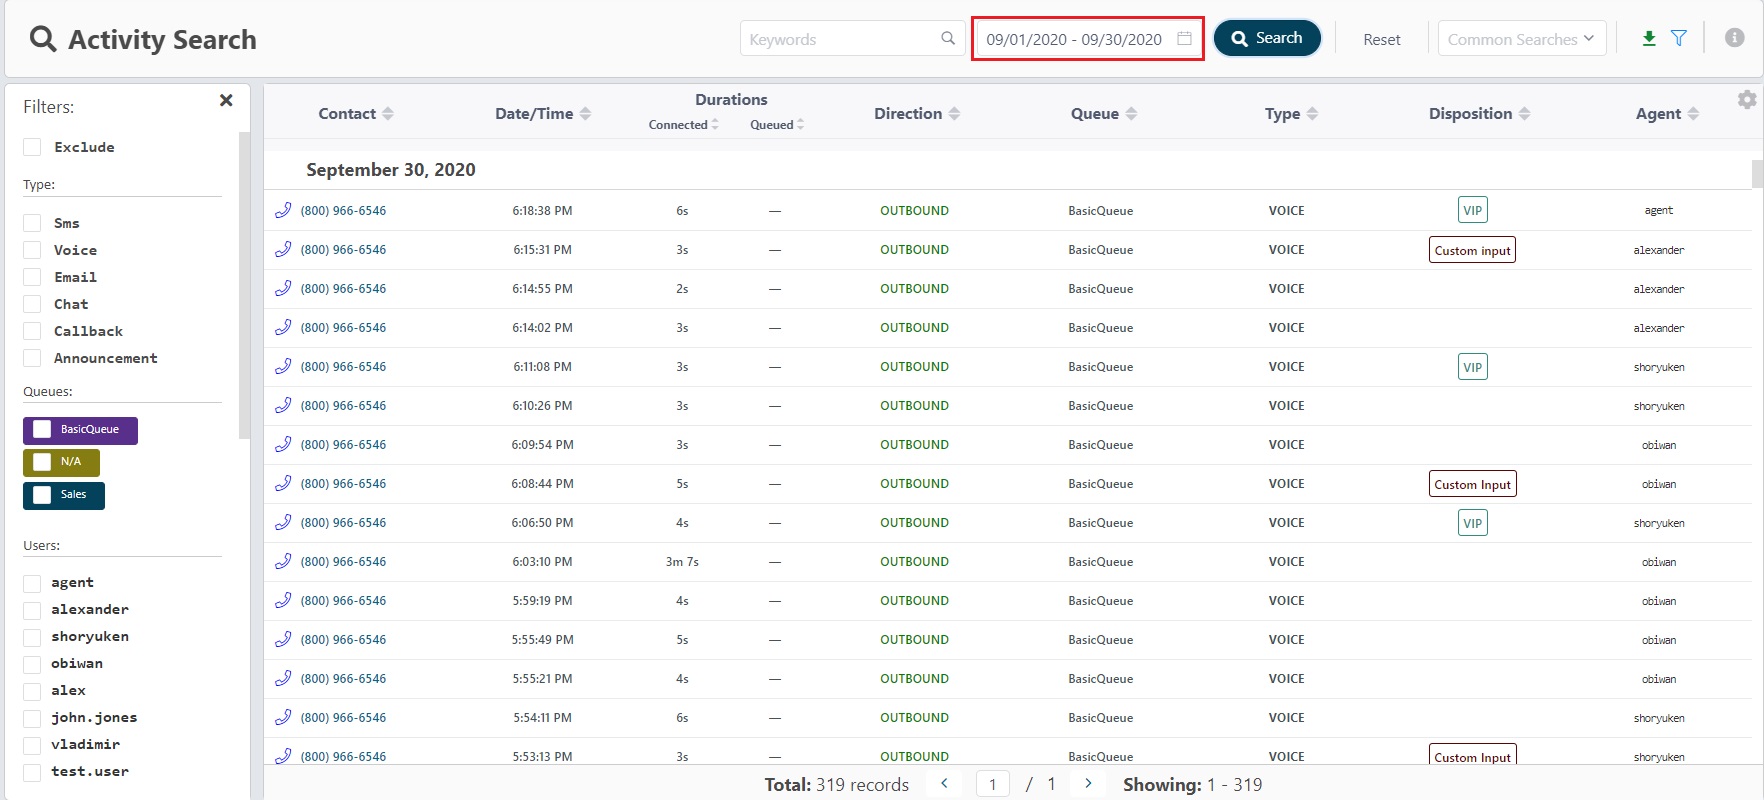 Activity Search
Keywords
09/01/2020 - 09/30/2020
Search
Reset
Common Searches
Filters:
Exclude
Type:
Sms
Voice
Email
Chat
Callback
Announcement
Queues:
BasicQueue
N/A
Sales
Users:
agent
alexander
shoryuken
obiwan
alex
john.jones
vladimir
test.user
Contact Date/Time Durations Connected Queued Direction Queue Type Disposition Agent
September 30, 2020
(800) 966-6546 6:18:38 PM 6s — OUTBOUND BasicQueue VOICE VIP agent
(800) 966-6546 6:15:31 PM 3s — OUTBOUND BasicQueue VOICE Custom input alexander
(800) 966-6546 6:14:55 PM 2s — OUTBOUND BasicQueue VOICE alexander
(800) 966-6546 6:14:02 PM 3s — OUTBOUND BasicQueue VOICE alexander
(800) 966-6546 6:11:08 PM 3s — OUTBOUND BasicQueue VOICE VIP shoryuken
(800) 966-6546 6:10:26 PM 3s — OUTBOUND BasicQueue VOICE shoryuken
(800) 966-6546 6:09:54 PM 3s — OUTBOUND BasicQueue VOICE obiwan
(800) 966-6546 6:08:44 PM 5s — OUTBOUND BasicQueue VOICE Custom Input obiwan
(800) 966-6546 6:06:50 PM 4s — OUTBOUND BasicQueue VOICE VIP shoryuken
(800) 966-6546 6:03:10 PM 3m 7s — OUTBOUND BasicQueue VOICE obiwan
(800) 966-6546 5:59:19 PM 4s — OUTBOUND BasicQueue VOICE obiwan
(800) 966-6546 5:55:49 PM 5s — OUTBOUND BasicQueue VOICE obiwan
(800) 966-6546 5:55:21 PM 4s — OUTBOUND BasicQueue VOICE obiwan
(800) 966-6546 5:54:11 PM 6s — OUTBOUND BasicQueue VOICE shoryuken
(800) 966-6546 5:53:13 PM 3s — OUTBOUND BasicQueue VOICE Custom Input shoryuken
Total: 319 records 1 / 1 Showing: 1 - 319